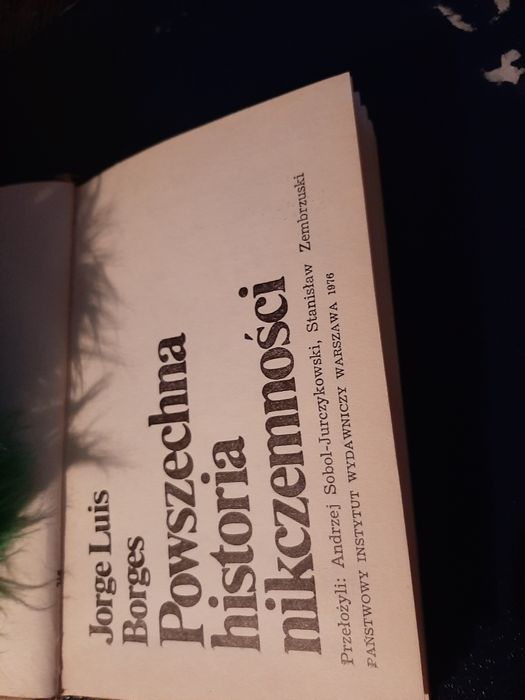 Jorge Luis
Borges
Powszechna
historia
nikczemności
Przełożyli: Andrzej Sobol-Jurczykowski, Stanisław Zembrzuski
PAŃSTWOWY INSTYTUT WYDAWNICZY WARSZAWA 1976